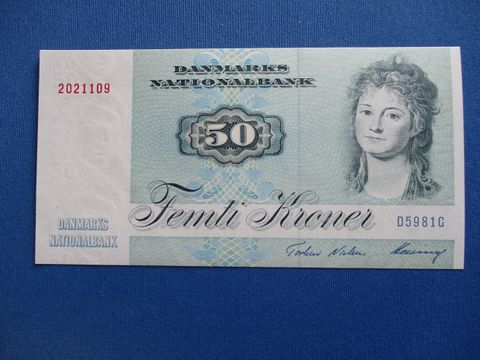 DANMARKS
NATIONALBANK
2021109
50
Femti Kroner
D5981G
DANMARKS
NATIONALBANK